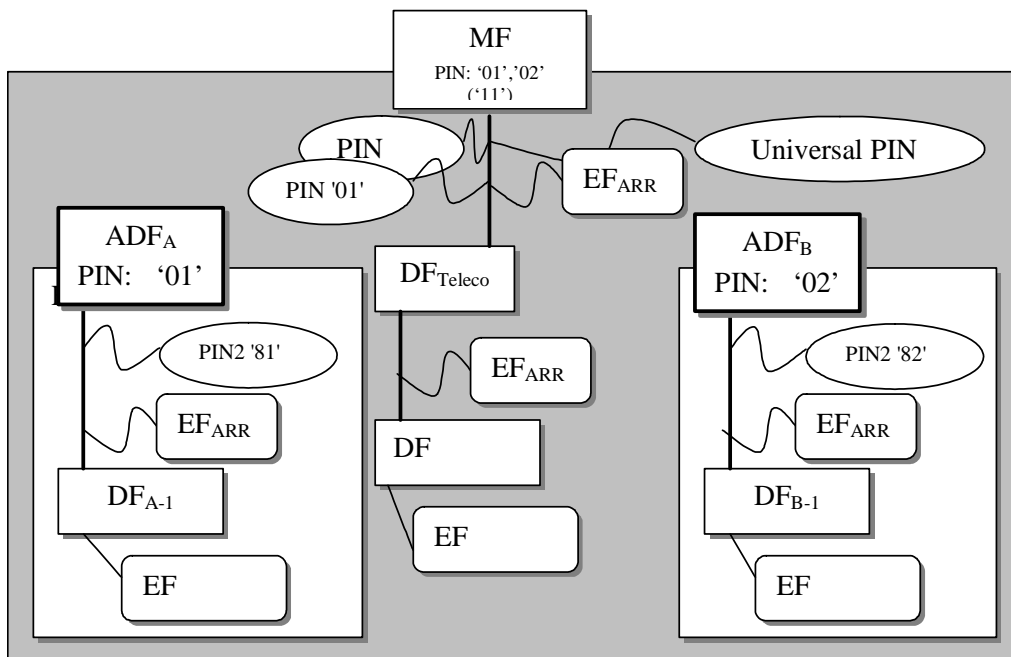 MF
PIN: ‘01’,’02’
(‘11’)
PIN
PIN '01'
EF ARR
Universal PIN
ADF A
PIN: ‘01’
DF Teleco
ADF B
PIN: ‘02’
PIN2 '81'
EF ARR
PIN2 '82'
EF ARR
EF ARR
DF A-1
DF
DF B-1
EF
EF
EF